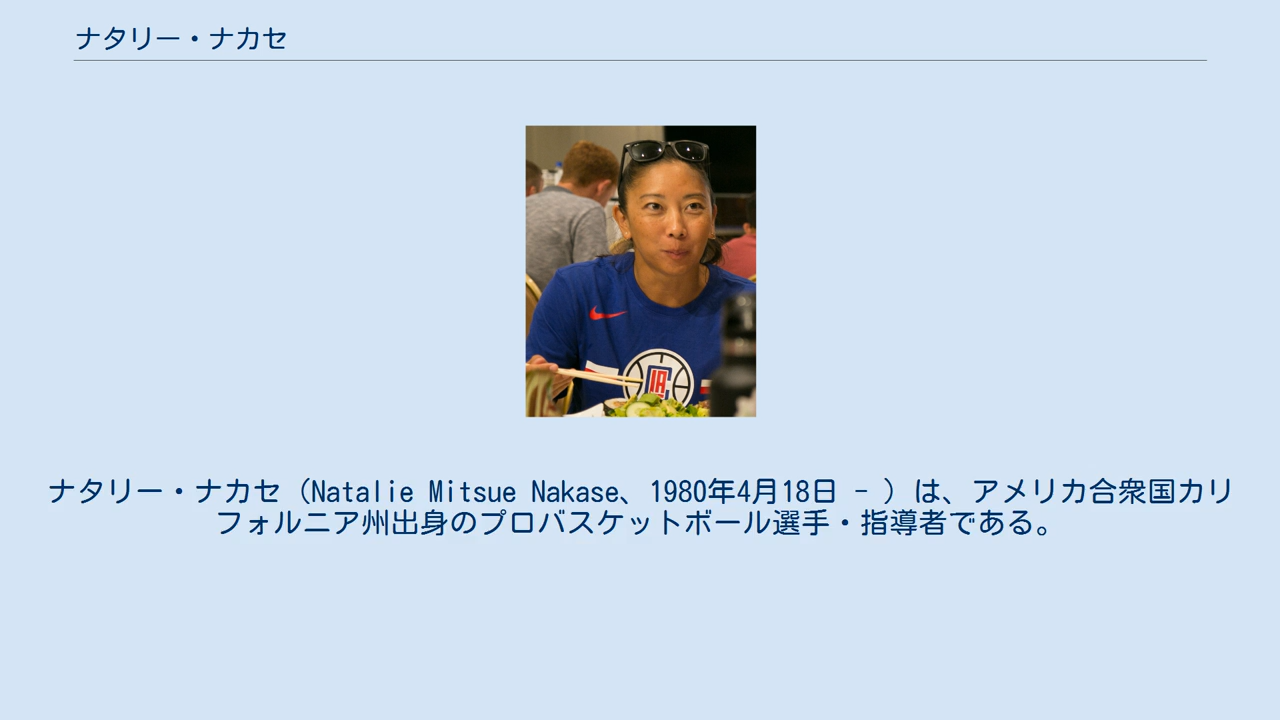 ナタリー・ナカセ
LA
ナタリー・ナカセ（Natalie Mitsue Nakase、1980年4月18日 - ）は、アメリカ合衆国カリ
フォルニア州出身のプロバスケットボール選手・指導者である。